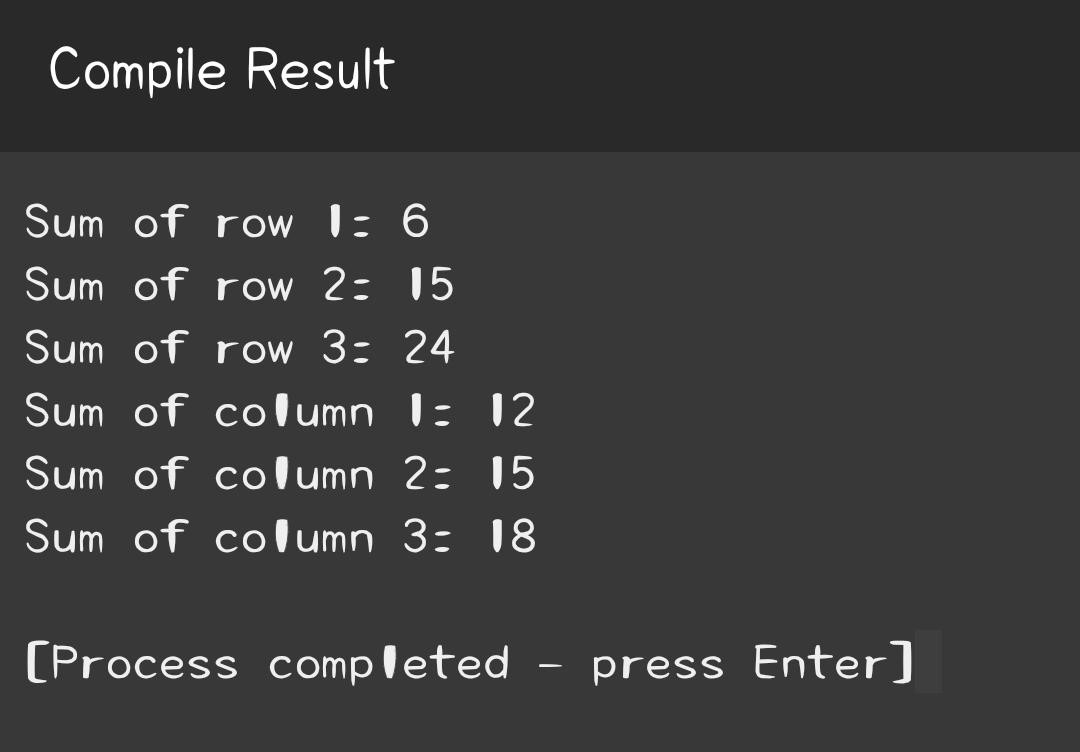 Compile Result
Sum of row 1= 6
Sum of row 2= 15
Sum of row 3= 24
Sum of column 1= 12
Sum of column 2= 15
Sum of column 3= 18
[Process completed - press Enter]